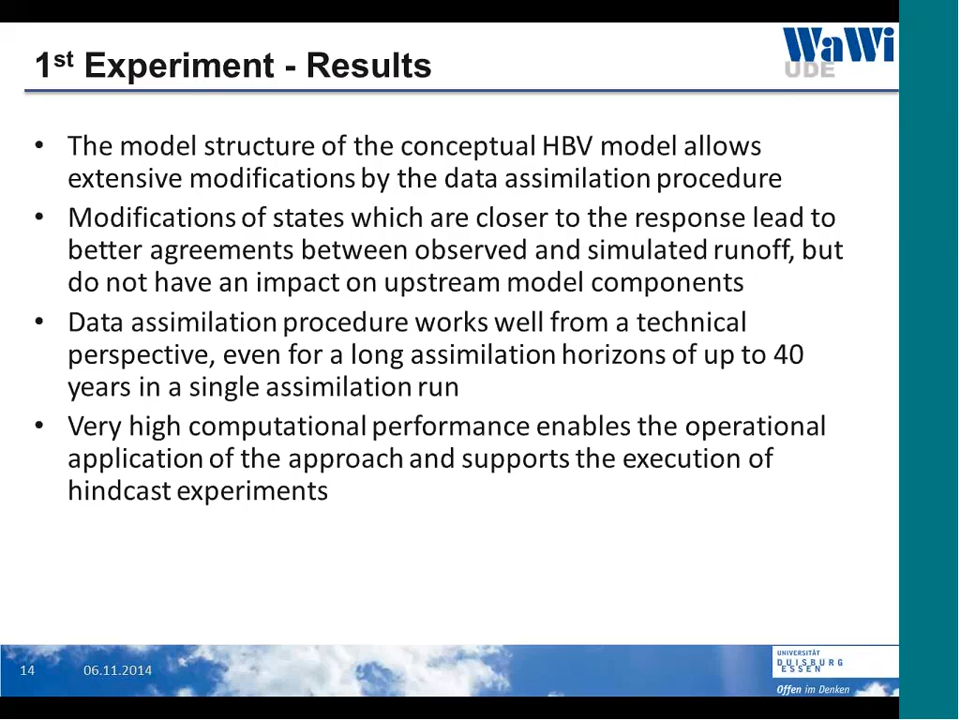 1st Experiment - Results
WaWi
UDE
• The model structure of the conceptual HBV model allows
extensive modifications by the data assimilation procedure
• Modifications of states which are closer to the response lead to
better agreements between observed and simulated runoff, but
do not have an impact on upstream model components
• Data assimilation procedure works well from a technical
perspective, even for a long assimilation horizons of up to 40
years in a single assimilation run
• Very high computational performance enables the operational
application of the approach and supports the execution of
hindcast experiments
14 06.11.2014
UNIVERSITÄT
DUISBURG
ESSEN
Offen im Denken